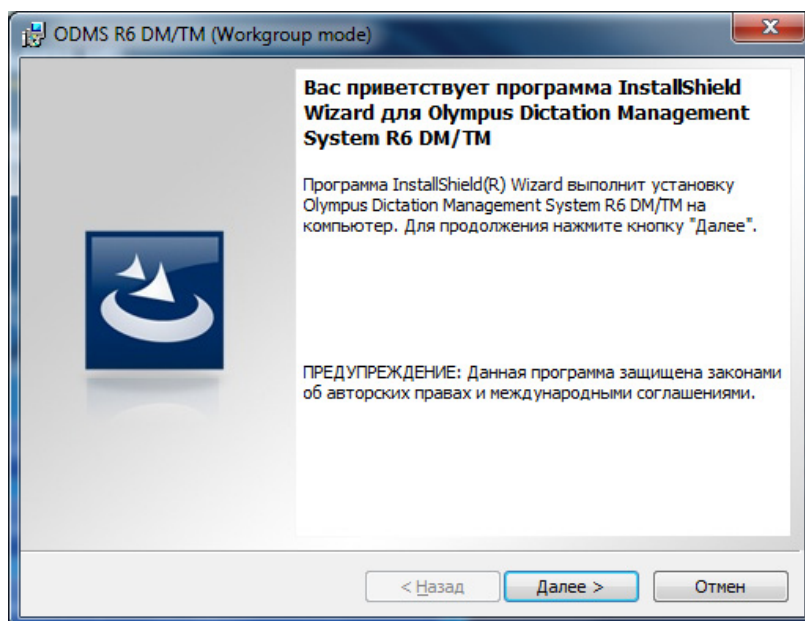 ODMS R6 DM/TM (Workgroup mode)
Вас приветствует программа InstallShield
Wizard для Olympus Dictation Management
System R6 DM/TM
Программа InstallShield(R) Wizard выполнит установку
Olympus Dictation Management System R6 DM/TM на
компьютер. Для продолжения нажмите кнопку "Далее".
ПРЕДУПРЕЖДЕНИЕ: Данная программа защищена законами
об авторских правах и международными соглашениями.
< Назад Далее > Отмен